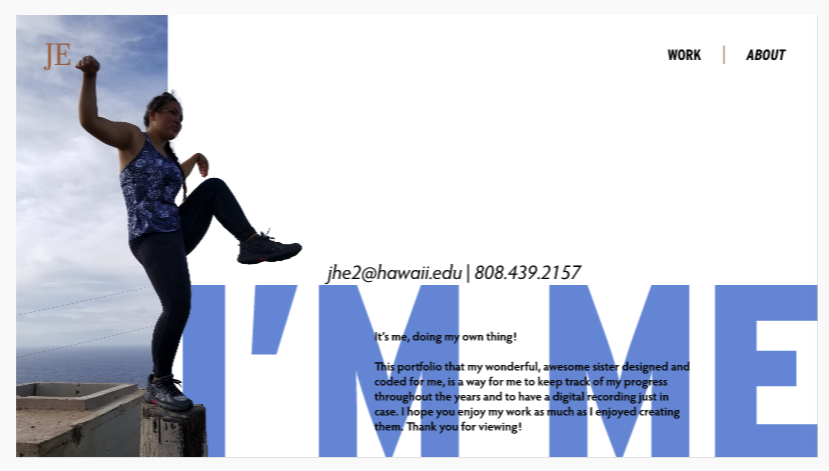 JE
WORK | ABOUT
jhe2@hawaii.edu | 808.439.2157
I'M ME
It's me, doing my own thing!
This portfolio that my wonderful, awesome sister designed and
coded for me, is a way for me to keep track of my progress
throughout the years and to have a digital recording just in
case. I hope you enjoy my work as much as I enjoyed creating
them. Thank you for viewing!